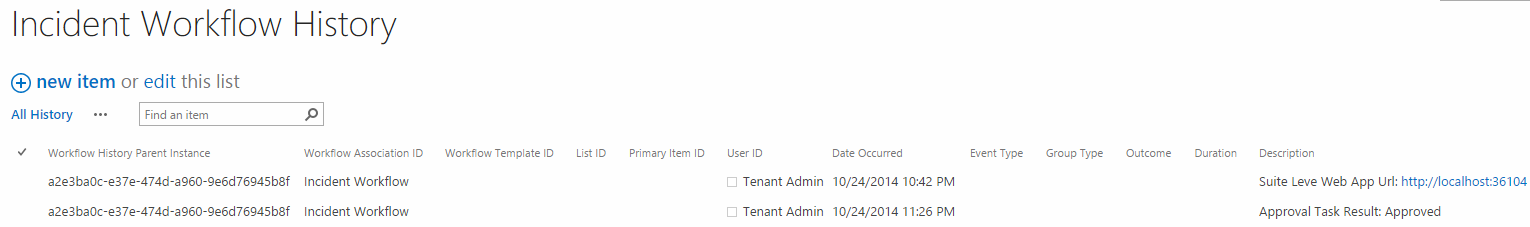 Incident Workflow History
new item or edit this list
All History ••• Find an item
Workflow History Parent Instance Workflow Association ID Workflow Template ID List ID Primary Item ID User ID Date Occurred Event Type Group Type Outcome Duration Description
a2e3ba0c-e37e-474d-a960-9e6d76945b8f Incident Workflow Tenant Admin 10/24/2014 10:42 PM Suite Leve Web App Url: http://localhost:36104
a2e3ba0c-e37e-474d-a960-9e6d76945b8f Incident Workflow Tenant Admin 10/24/2014 11:26 PM Approval Task Result: Approved